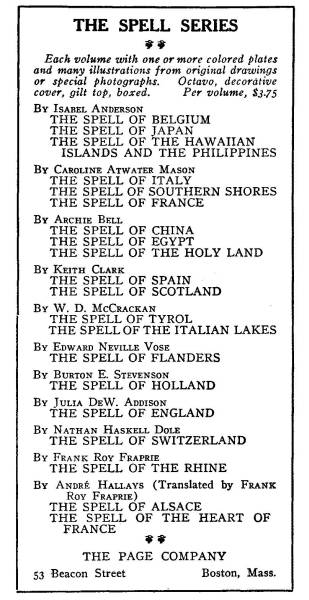 THE SPELL SERIES
Each volume with one or more colored plates
and many illustrations from original drawings
or special photographs. Octavo, decorative
cover, gilt top, boxed. Per volume, $3.75
By Isabel Anderson
THE SPELL OF BELGIUM
THE SPELL OF JAPAN
THE SPELL OF THE HAWAIIAN
ISLANDS AND THE PHILIPPINES
By Caroline Atwater Mason
THE SPELL OF ITALY
THE SPELL OF SOUTHERN SHORES
THE SPELL OF FRANCE
By Archie Bell
THE SPELL OF CHINA
THE SPELL OF EGYPT
THE SPELL OF THE HOLY LAND
By Keith Clark
THE SPELL OF SPAIN
THE SPELL OF SCOTLAND
By W. D. McCrackan
THE SPELL OF TYROL
THE SPELL OF THE ITALIAN LAKES
By Edward Neville Vose
THE SPELL OF FLANDERS
By Burton E. Stevenson
THE SPELL OF HOLLAND
By Julia DeW. Addison
THE SPELL OF ENGLAND
By Nathan Haskell Dole
THE SPELL OF SWITZERLAND
By Frank Roy Fraprie
THE SPELL OF THE RHINE
By André Hallays (Translated by Frank
Roy Fraprie)
THE SPELL OF ALSACE
THE SPELL OF THE HEART OF
FRANCE
THE PAGE COMPANY
53 Beacon Street Boston, Mass.